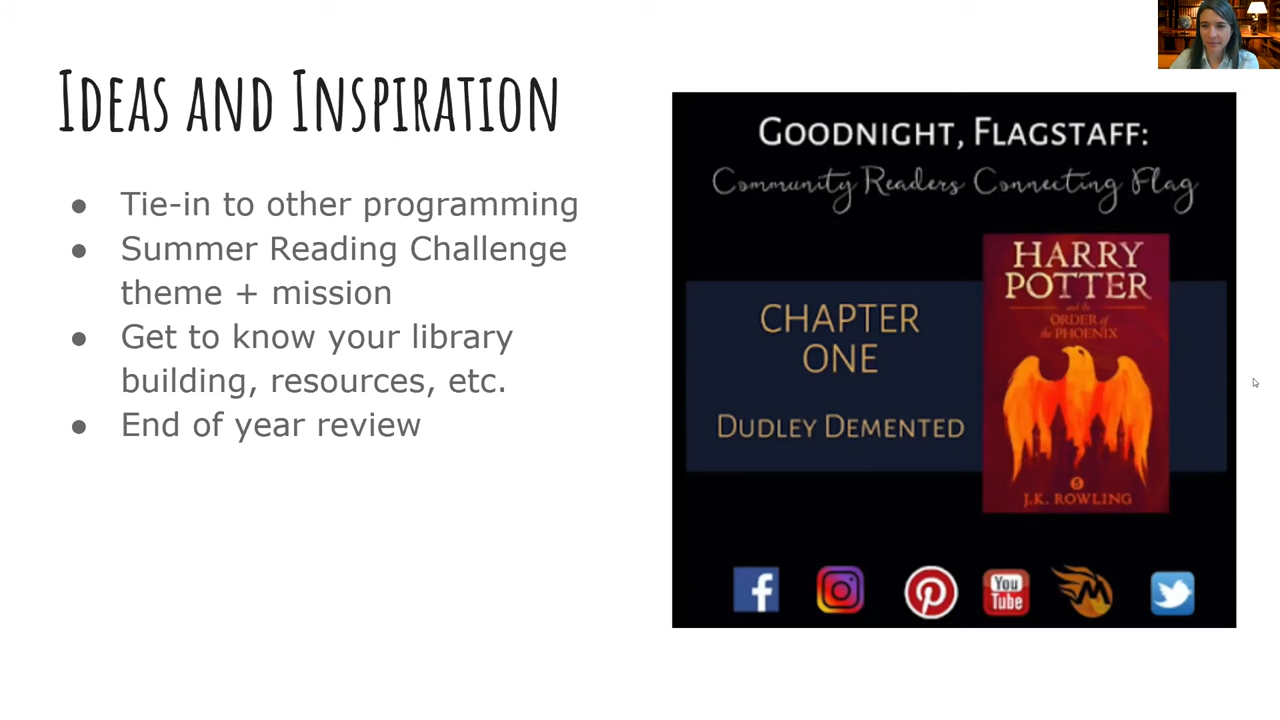 Ideas and Inspiration
● Tie-in to other programming
● Summer Reading Challenge
theme + mission
● Get to know your library
building, resources, etc.
● End of year review
Goodnight, Flagstaff:
Community Readers Connecting Flag
CHAPTER
ONE
Dudley Demented
HARRY
POTTER
and the
ORDER of
the PHOENIX
J.K. ROWLING
f
You
Tube